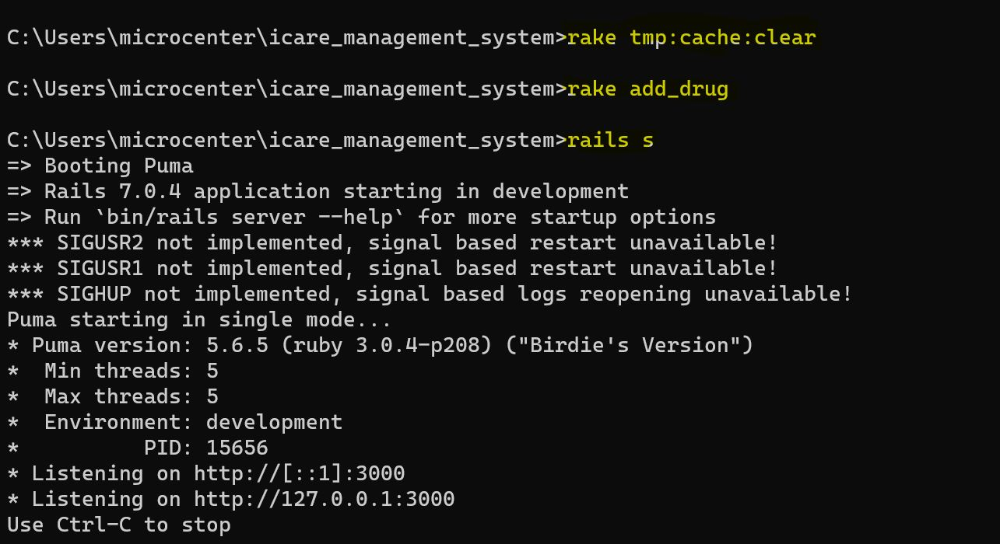 C:\Users\microcenter\icare_management_system>rake tmp:cache:clear
C:\Users\microcenter\icare_management_system>rake add_drug
C:\Users\microcenter\icare_management_system>rails s
=> Booting Puma
=> Rails 7.0.4 application starting in development
=> Run `bin/rails server --help` for more startup options
*** SIGUSR2 not implemented, signal based restart unavailable!
*** SIGUSR1 not implemented, signal based restart unavailable!
*** SIGHUP not implemented, signal based logs reopening unavailable!
Puma starting in single mode...
* Puma version: 5.6.5 (ruby 3.0.4-p208) ("Birdie's Version")
*  Min threads: 5
*  Max threads: 5
*  Environment: development
*          PID: 15656
* Listening on http://[::1]:3000
* Listening on http://127.0.0.1:3000
Use Ctrl-C to stop